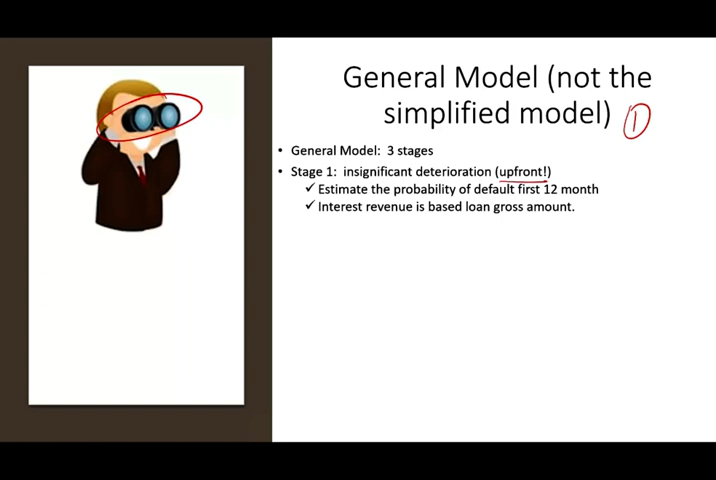 General Model (not the
simplified model) 1
• General Model: 3 stages
• Stage 1: insignificant deterioration (upfront!)
✓ Estimate the probability of default first 12 month
✓ Interest revenue is based loan gross amount.